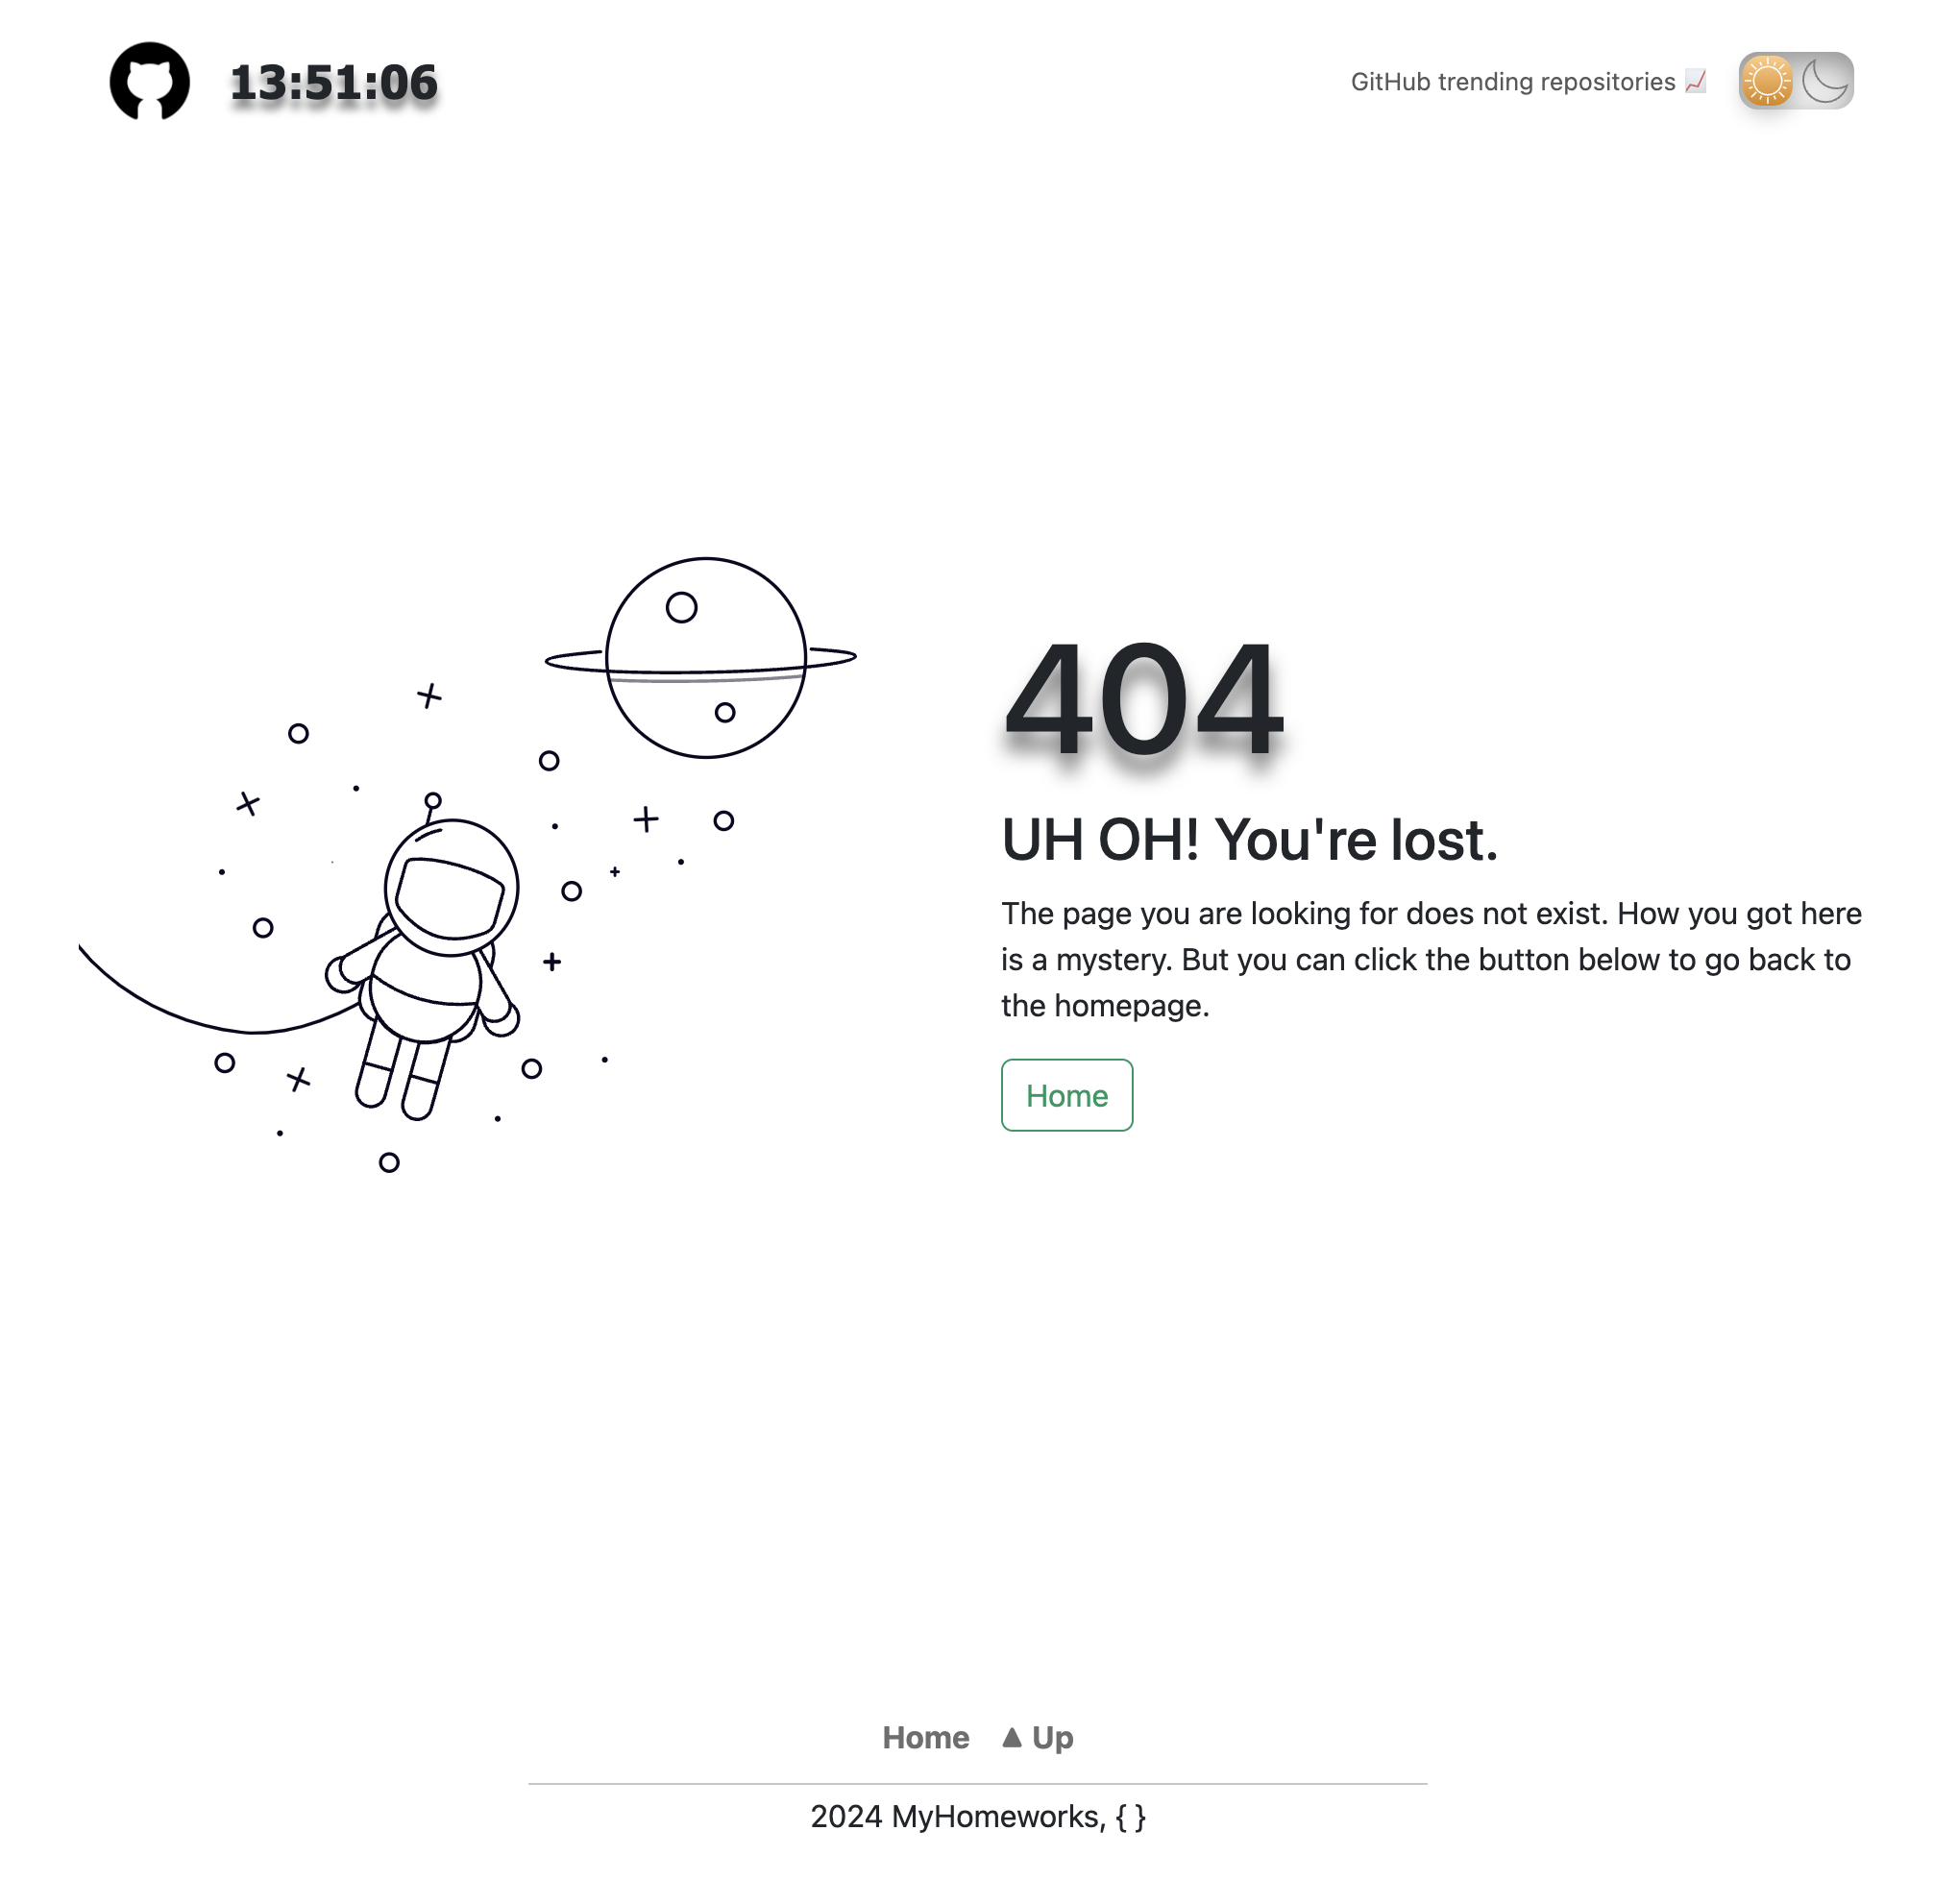 13:51:06
GitHub trending repositories 📈
404
UH OH! You're lost.
The page you are looking for does not exist. How you got here
is a mystery. But you can click the button below to go back to
the homepage.
Home
Home ▲ Up
2024 MyHomeworks, { }